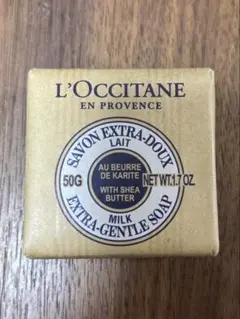 L'OCCITANE
EN PROVENCE
SAVON EXTRA-DOUX
LAIT
AU BEURRE
DE KARITE
50G
NET WT.1.7 OZ.
WITH SHEA
BUTTER
MILK
EXTRA-GENTLE SOAP